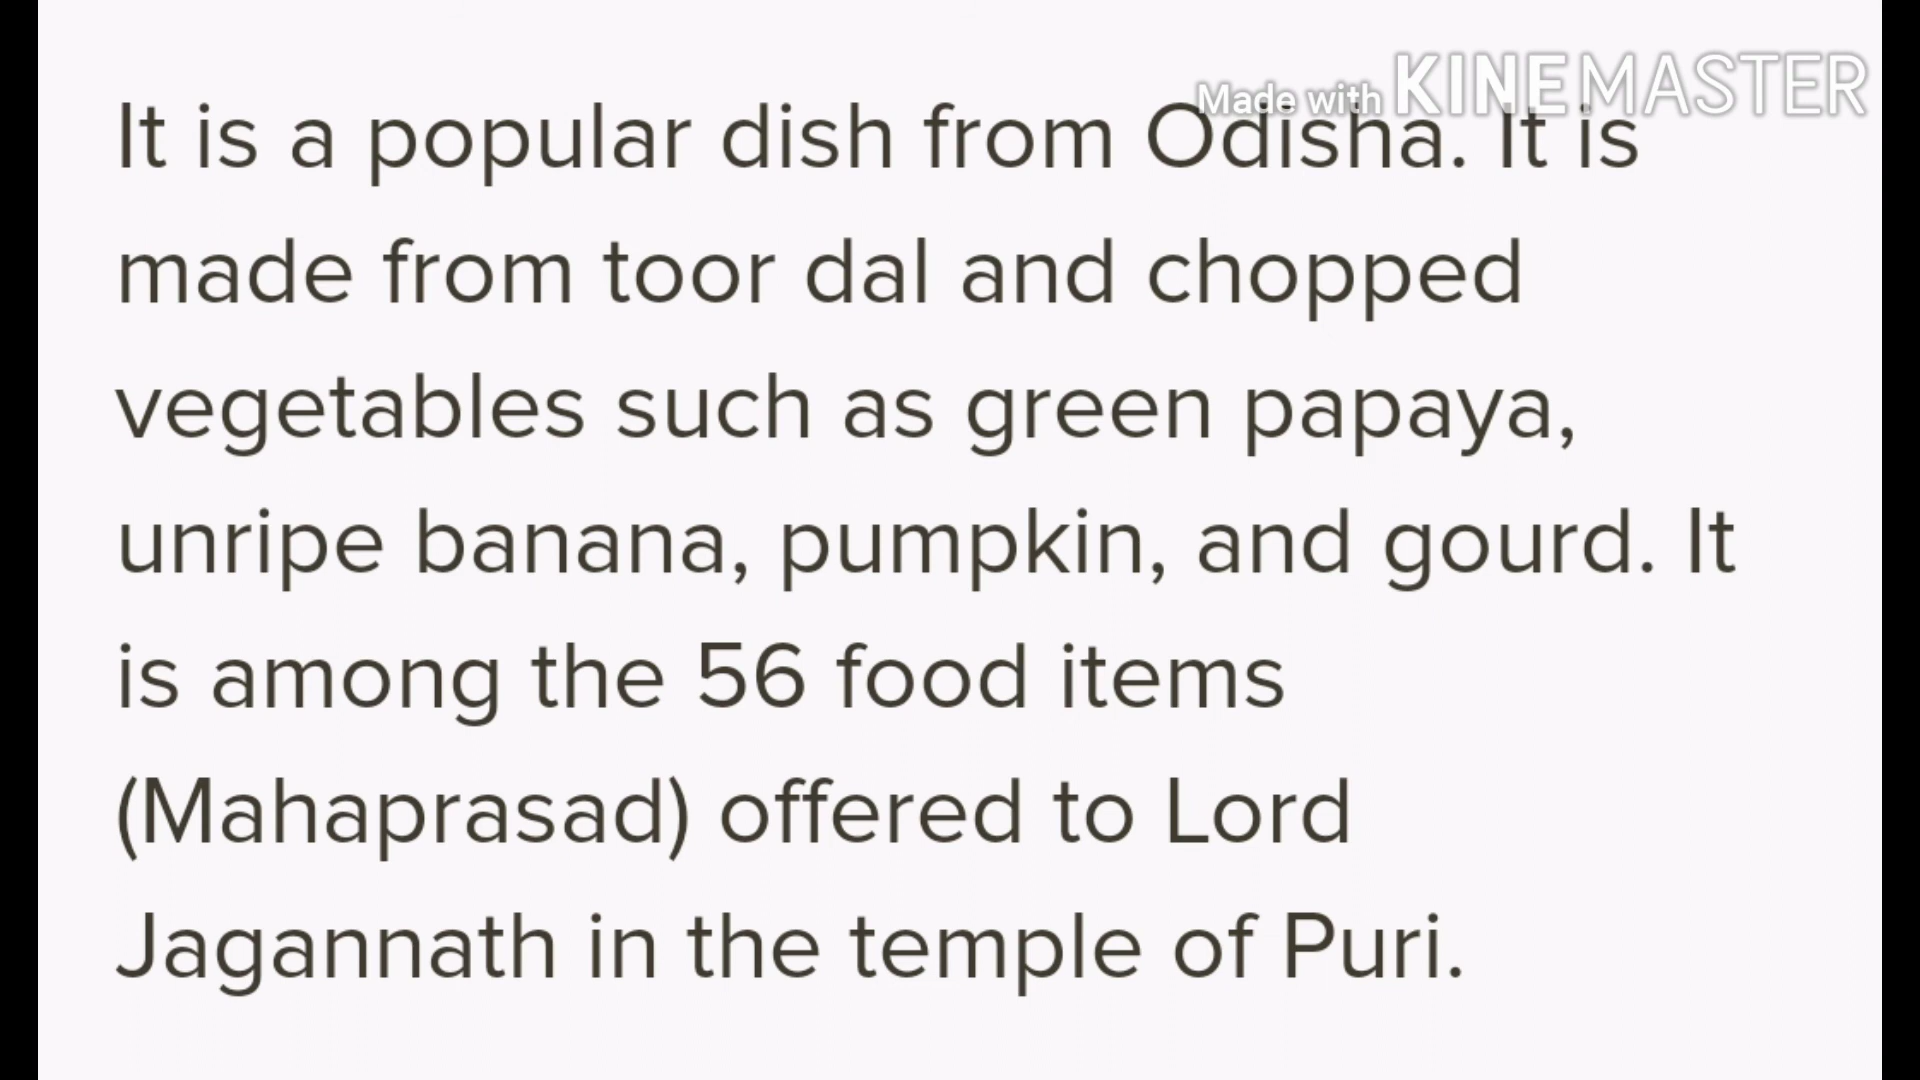 Made with KINEMASTER
It is a popular dish from Odisha. It is
made from toor dal and chopped
vegetables such as green papaya,
unripe banana, pumpkin, and gourd. It
is among the 56 food items
(Mahaprasad) offered to Lord
Jagannath in the temple of Puri.